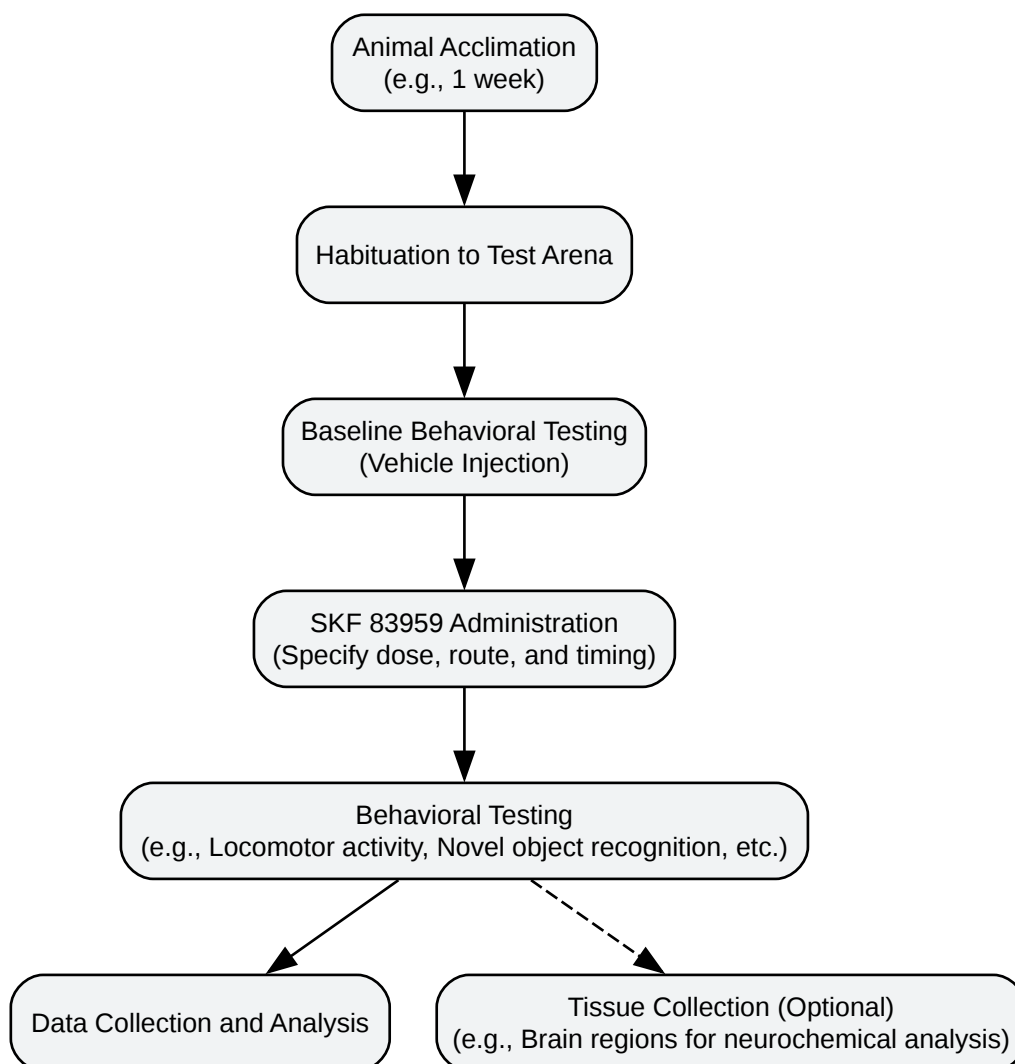 Animal Acclimation
(e.g., 1 week)
Habituation to Test Arena
Baseline Behavioral Testing
(Vehicle Injection)
SKF 83959 Administration
(Specify dose, route, and timing)
Behavioral Testing
(e.g., Locomotor activity, Novel object recognition, etc.)
Data Collection and Analysis
Tissue Collection (Optional)
(e.g., Brain regions for neurochemical analysis)